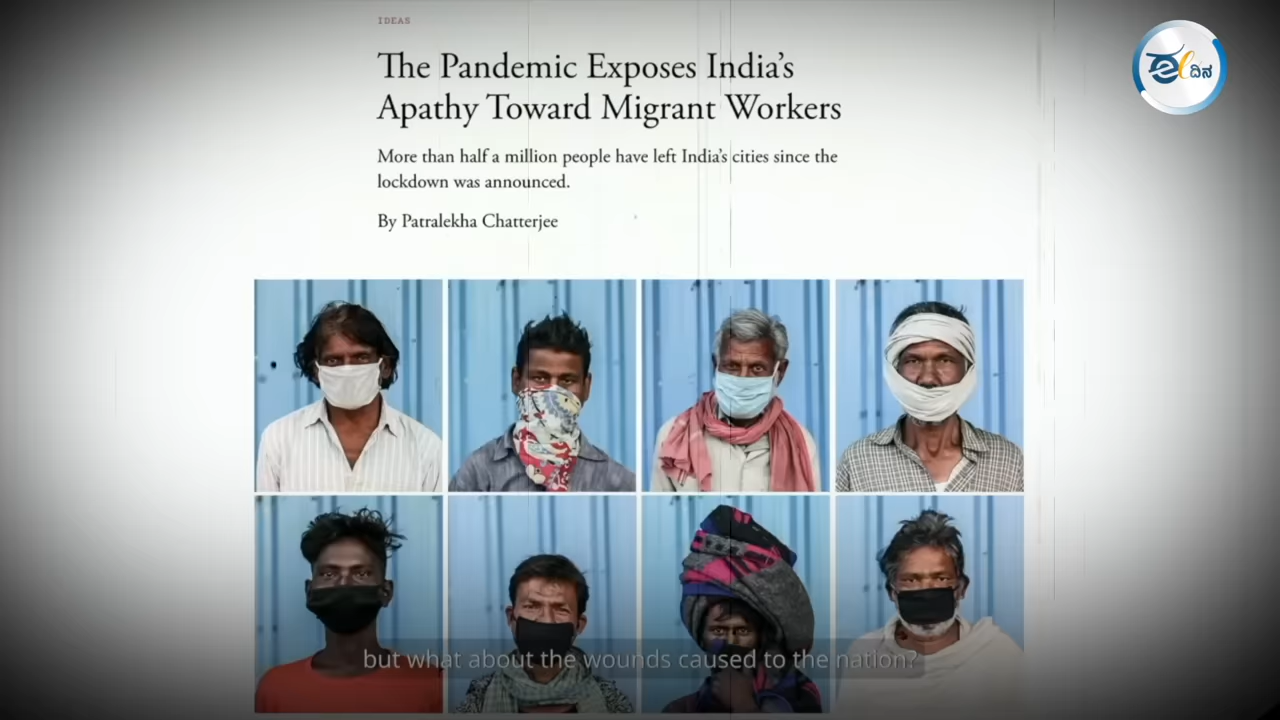 IDEAS
The Pandemic Exposes India's
Apathy Toward Migrant Workers
More than half a million people have left India's cities since the
lockdown was announced.
By Patralekha Chatterjee
ಈ ದಿನ
but what about the wounds caused to the nation?